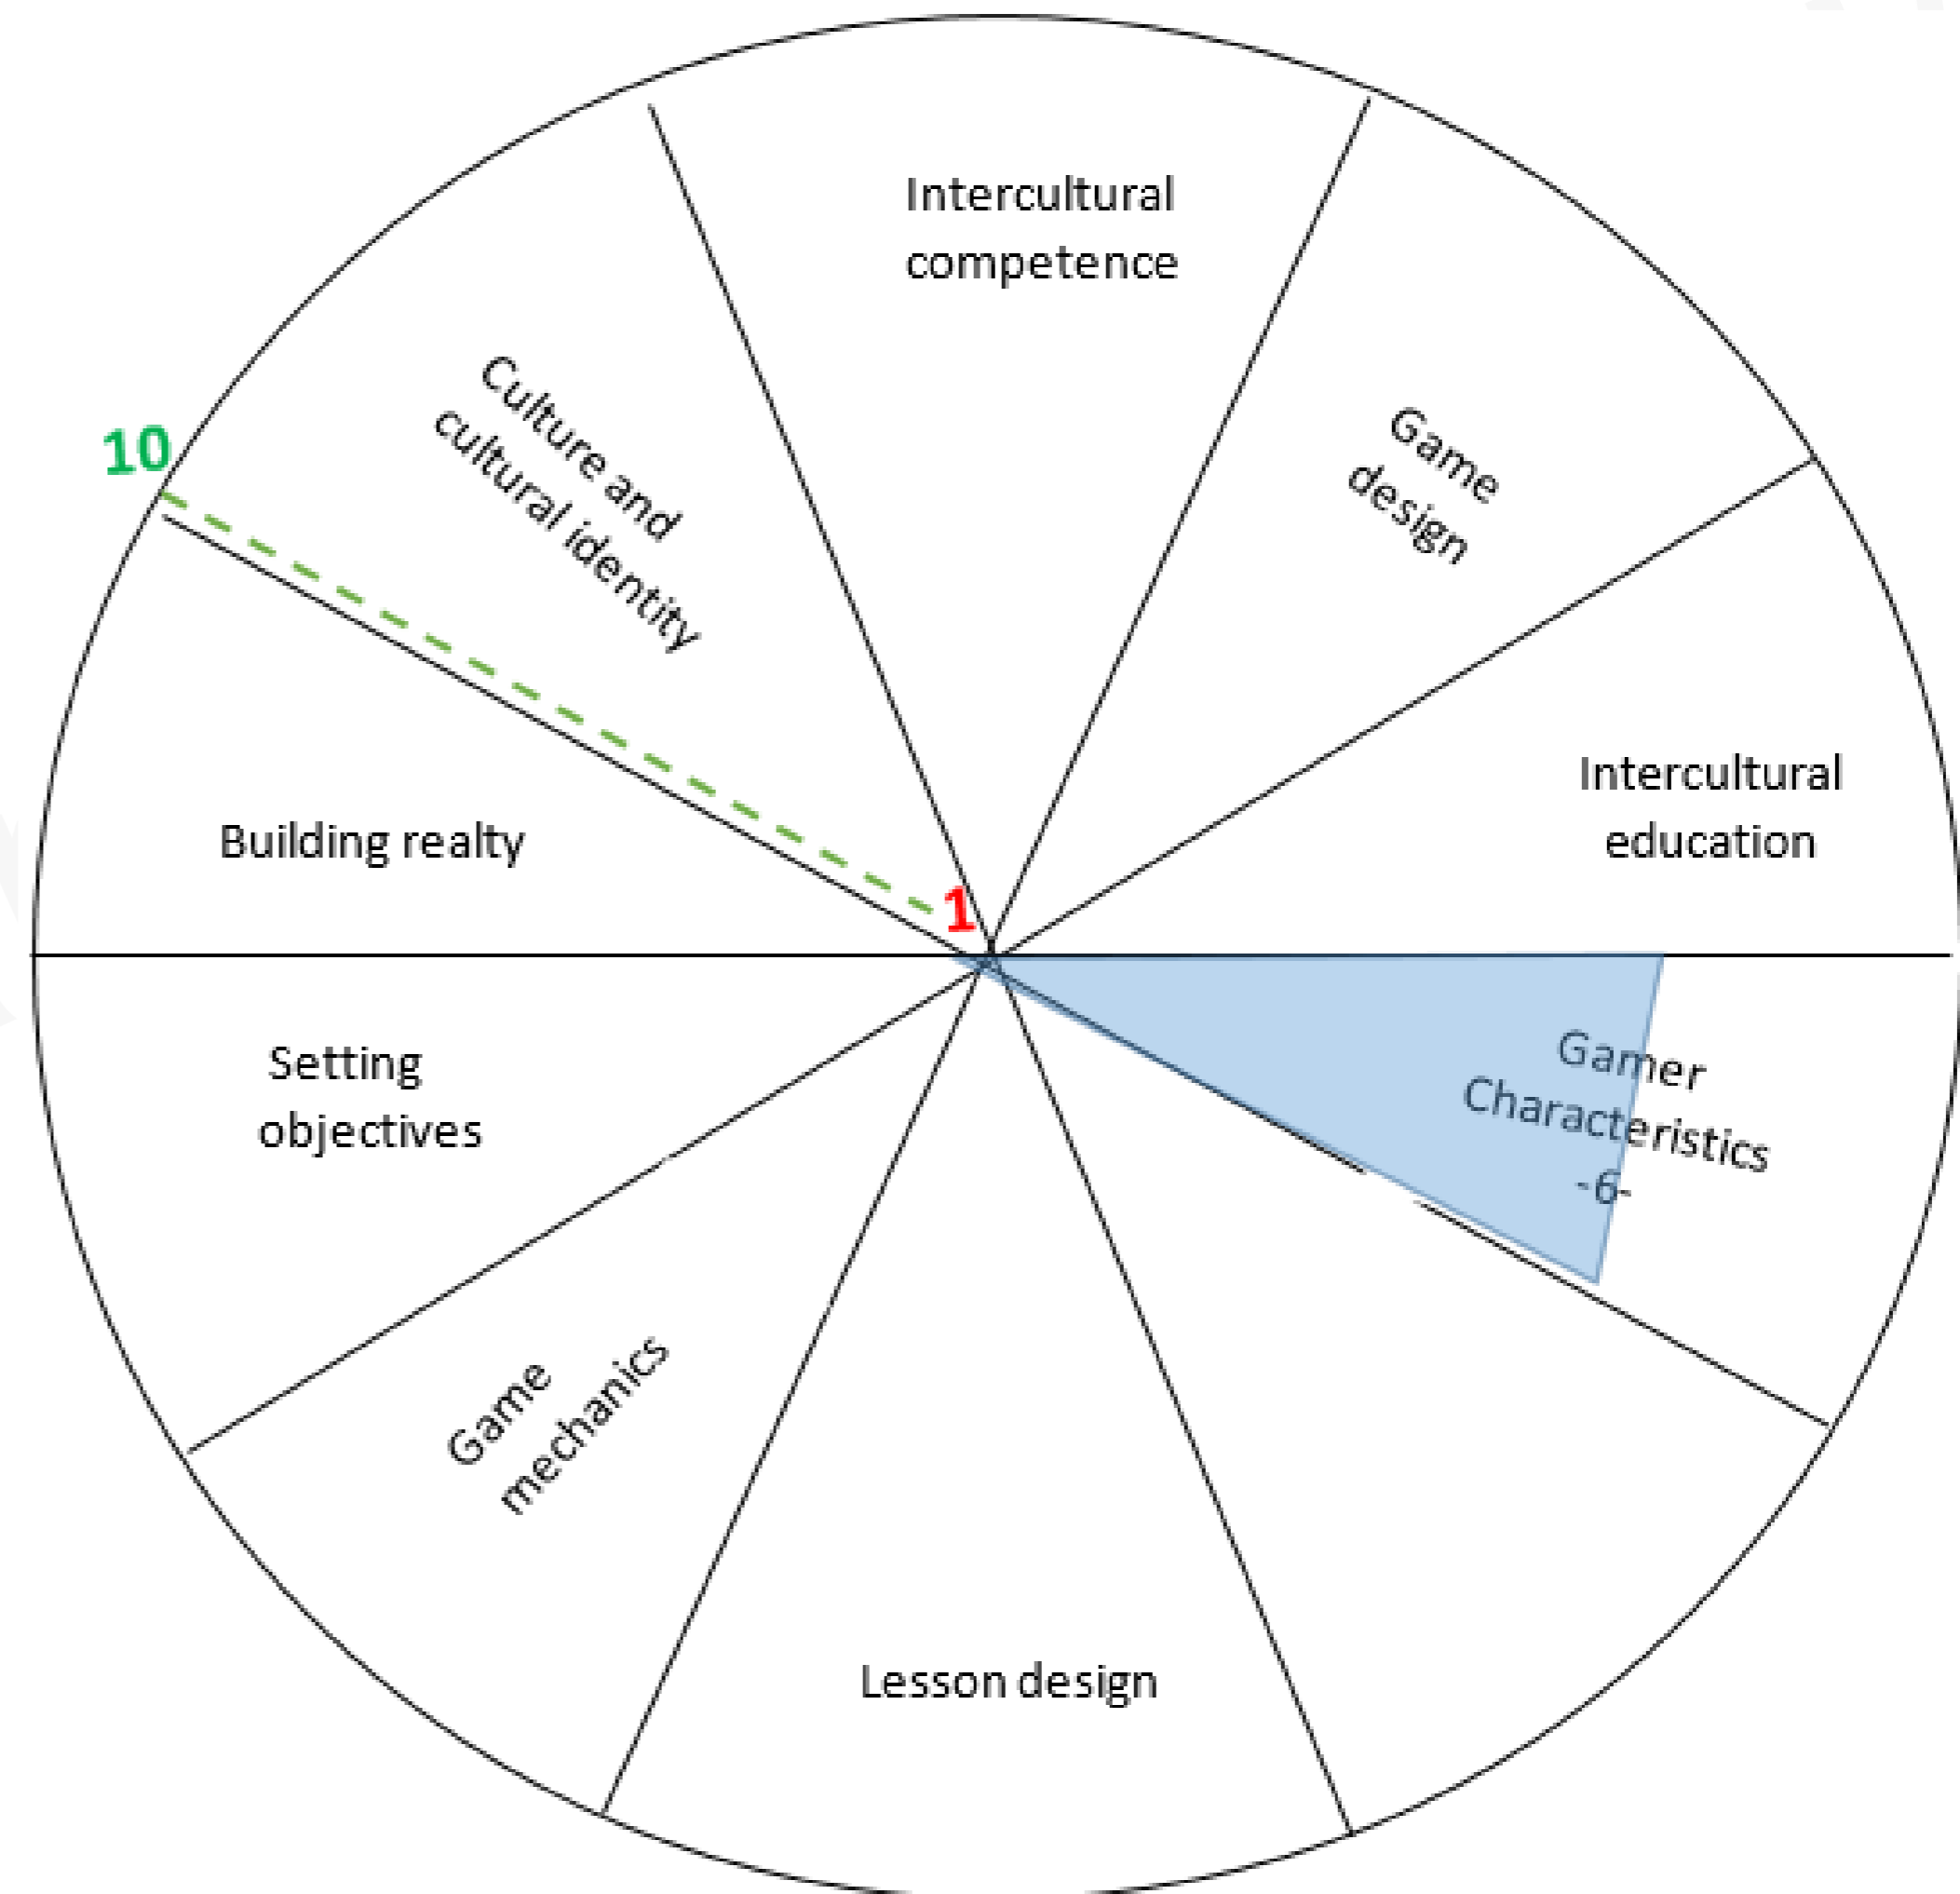 Intercultural
competence
Game
design
Culture and
cultural identity
10
Intercultural
education
Building realty
1
Gamer
Characteristics
-6-
Setting
objectives
Game
mechanics
Lesson design